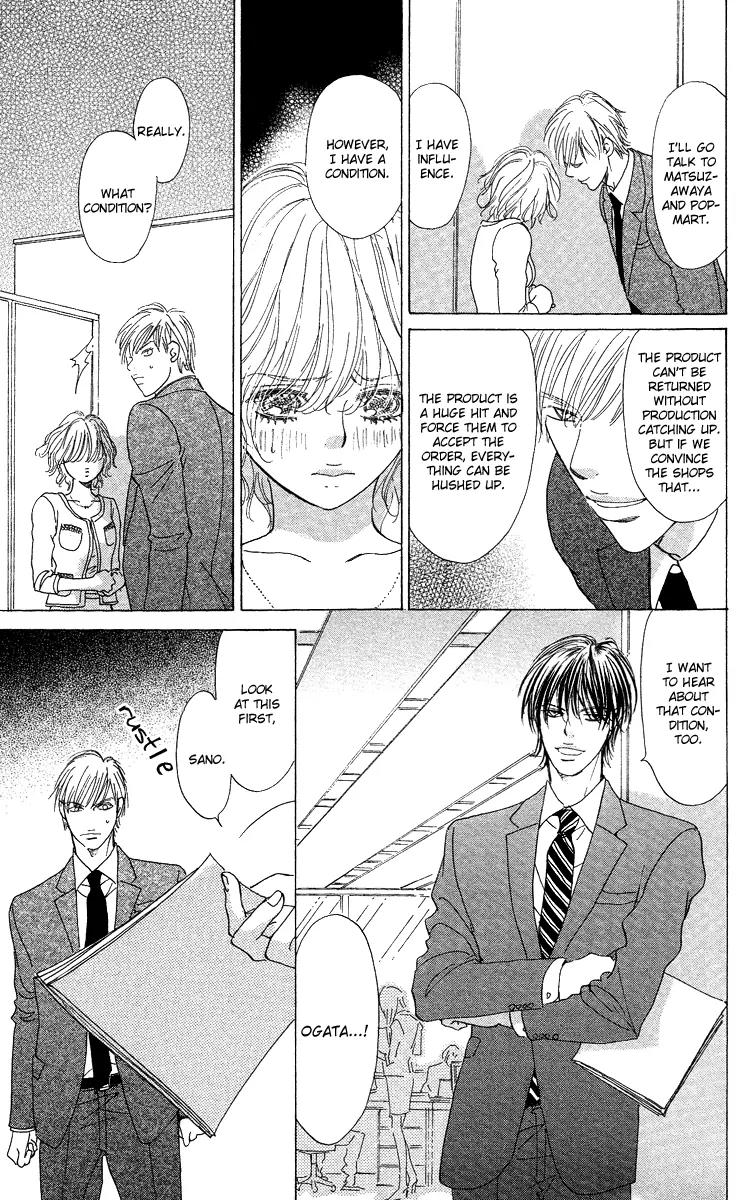 I'LL GO
TALK TO
MATSUZ-
AWAYA
AND POP-
MART.
I HAVE
INFLU-
ENCE.
THE PRODUCT
CAN'T BE
RETURNED
WITHOUT
PRODUCTION
CATCHING UP.
BUT IF WE
CONVINCE
THE SHOPS
THAT...
THE PRODUCT IS
A HUGE HIT AND
FORCE THEM TO
ACCEPT THE
ORDER, EVERY-
THING CAN BE
HUSHED UP.
HOWEVER,
I HAVE A
CONDITION.
REALLY.
WHAT
CONDITION?
I WANT
TO HEAR
ABOUT
THAT CON-
DITION,
TOO.
OGATA...!
LOOK
AT THIS
FIRST,
SANO.
rustle